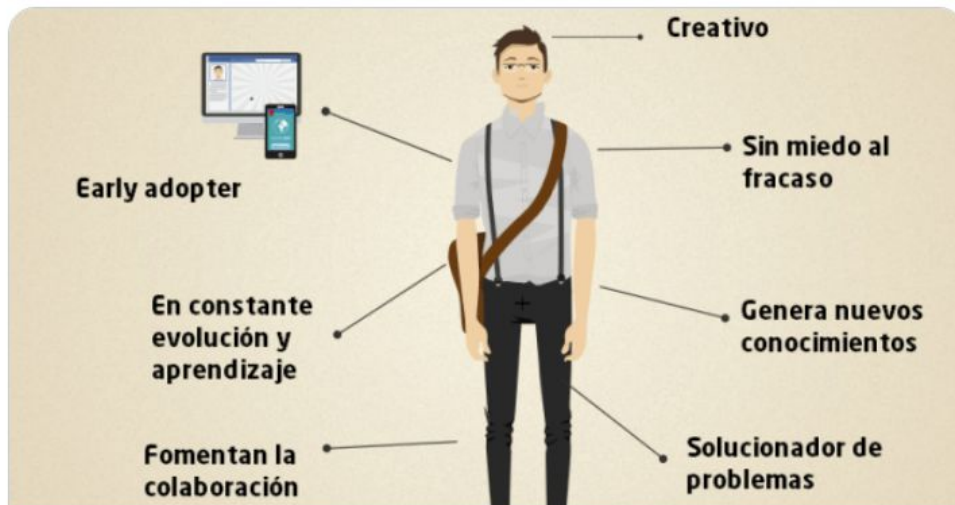 Creativo
Early adopter
Sin miedo al
fracaso
En constante
evolución y
aprendizaje
Genera nuevos
conocimientos
Fomentan la
colaboración
Solucionador de
problemas